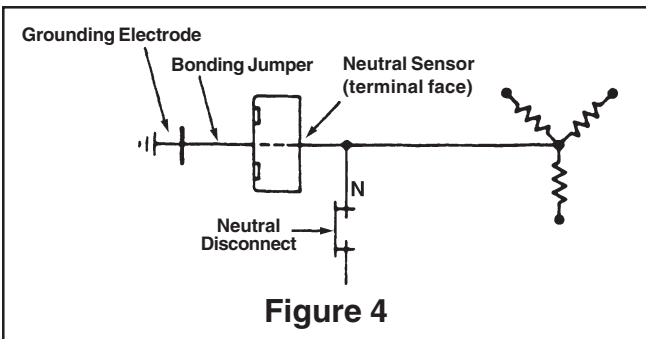 Grounding Electrode
Bonding Jumper
Neutral Sensor
(terminal face)
N
Neutral
Disconnect
Figure 4